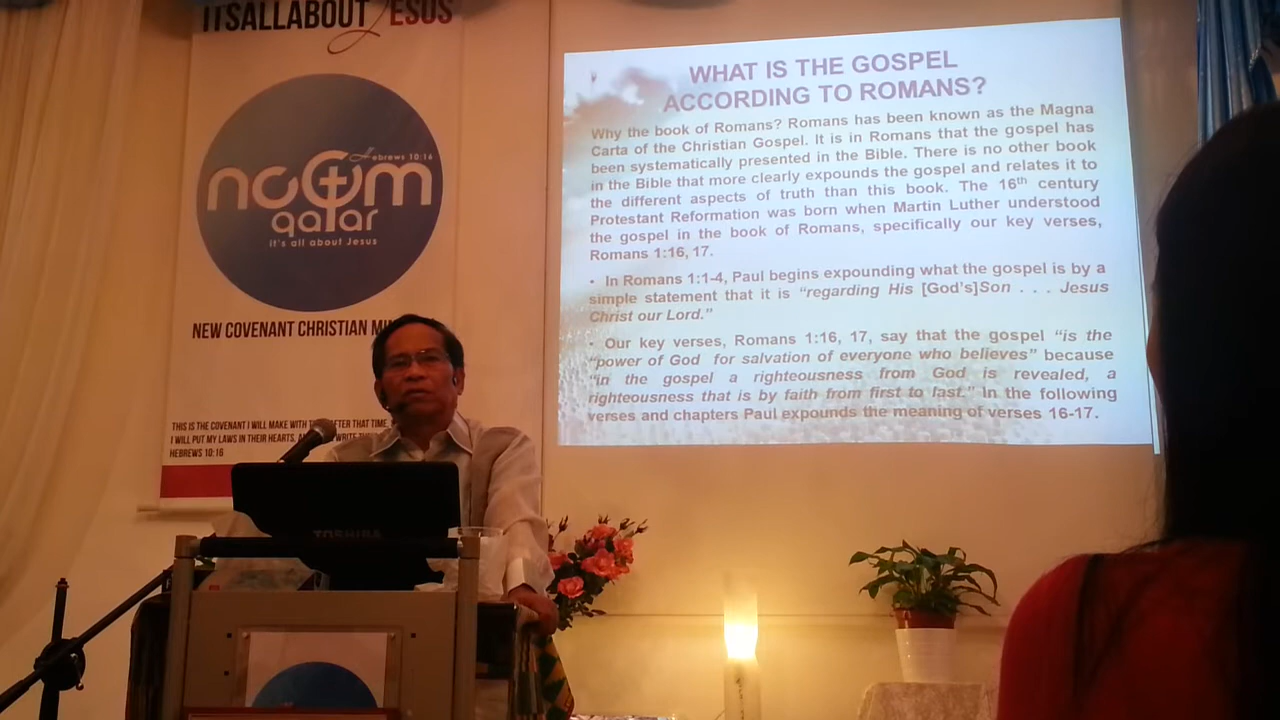 ITSALLABOUT JESUS
Hebrews 10:16
nccm
qatar
it's all about Jesus
NEW COVENANT CHRISTIAN
THIS IS THE COVENANT I WILL MAKE WITH AFTER THAT TIME,
I WILL PUT MY LAWS IN THEIR HEARTS, WRITE
HEBREWS 10:16
TOSHIBA
WHAT IS THE GOSPEL
ACCORDING TO ROMANS?
Why the book of Romans? Romans has been known as the Magna
Carta of the Christian Gospel. It is in Romans that the gospel has
been systematically presented in the Bible. There is no other book
in the Bible that more clearly expounds the gospel and relates it to
the different aspects of truth than this book. The 16th century
Protestant Reformation was born when Martin Luther understood
the gospel in the book of Romans, specifically our key verses,
Romans 1:16, 17.
• In Romans 1:1-4, Paul begins expounding what the gospel is by a
simple statement that it is “regarding His [God's]Son . . . Jesus
Christ our Lord.”
• Our key verses, Romans 1:16, 17, say that the gospel “is the
“power of God for salvation of everyone who believes” because
“in the gospel a righteousness from God is revealed, a
righteousness that is by faith from first to last.” In the following
verses and chapters Paul expounds the meaning of verses 16-17.